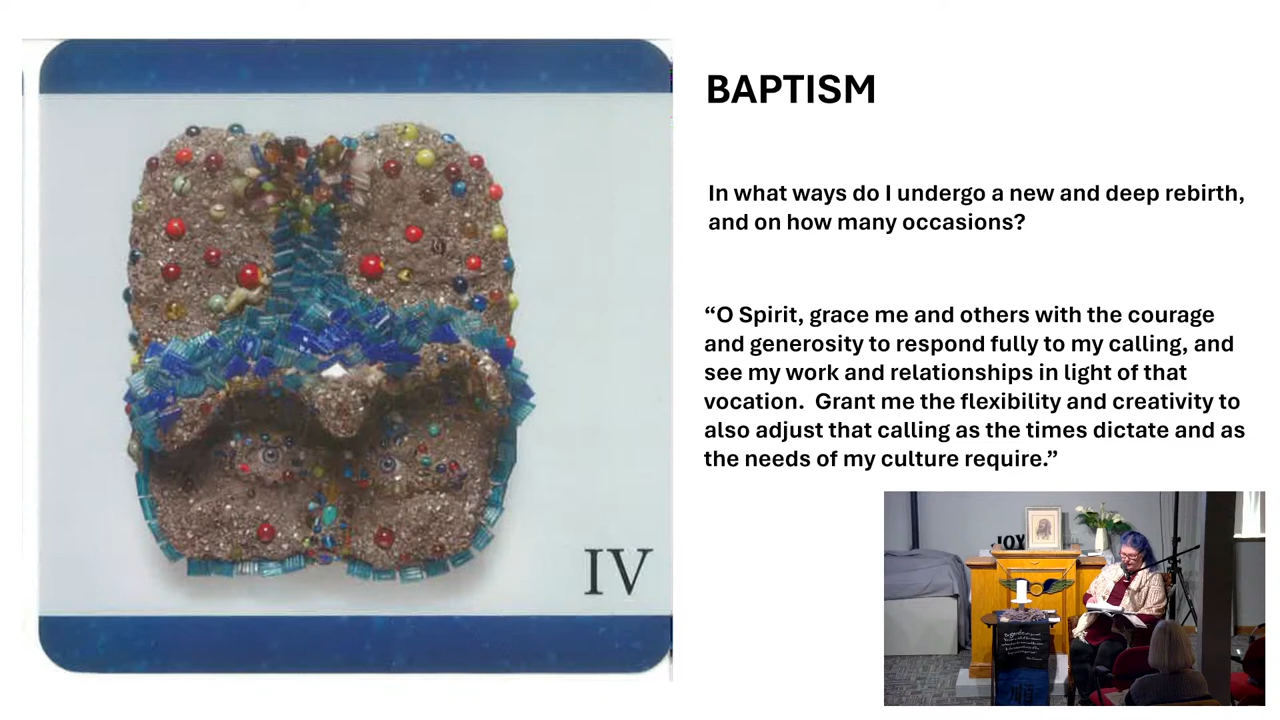 BAPTISM
In what ways do I undergo a new and deep rebirth,
and on how many occasions?
“O Spirit, grace me and others with the courage
and generosity to respond fully to my calling, and
see my work and relationships in light of that
vocation.  Grant me the flexibility and creativity to
also adjust that calling as the times dictate and as
the needs of my culture require.”
IV
JOY